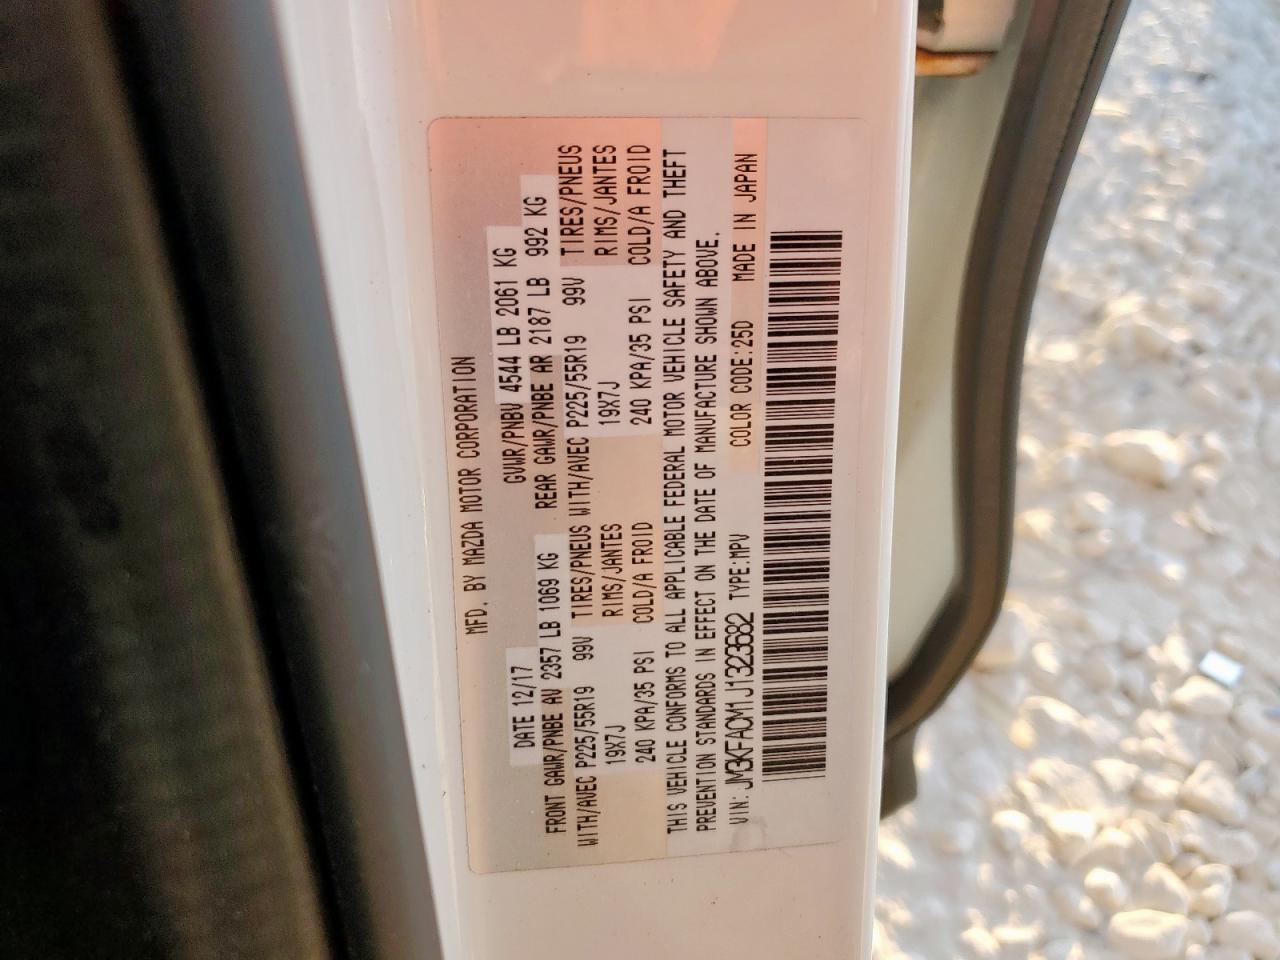 MFD. BY MAZDA MOTOR CORPORATION
DATE 12/17 GVWR/PNBV 4544 LB 2061 KG
FRONT GAWR/PNBE AV 2357 LB 1069 KG REAR GAWR/PNBE AR 2187 LB 992 KG
WITH/AVEC P225/55R19 99V TIRES/PNEUS WITH/AVEC P225/55R19 99V TIRES/PNEUS
19X7J RIMS/JANTES 19X7J RIMS/JANTES
240 KPA/35 PSI COLD/A FROID 240 KPA/35 PSI COLD/A FROID
THIS VEHICLE CONFORMS TO ALL APPLICABLE FEDERAL MOTOR VEHICLE SAFETY AND THEFT
PREVENTION STANDARDS IN EFFECT ON THE DATE OF MANUFACTURE SHOWN ABOVE.
VIN: JM3KFACM1J1323682 TYPE:MPV COLOR CODE:25D MADE IN JAPAN